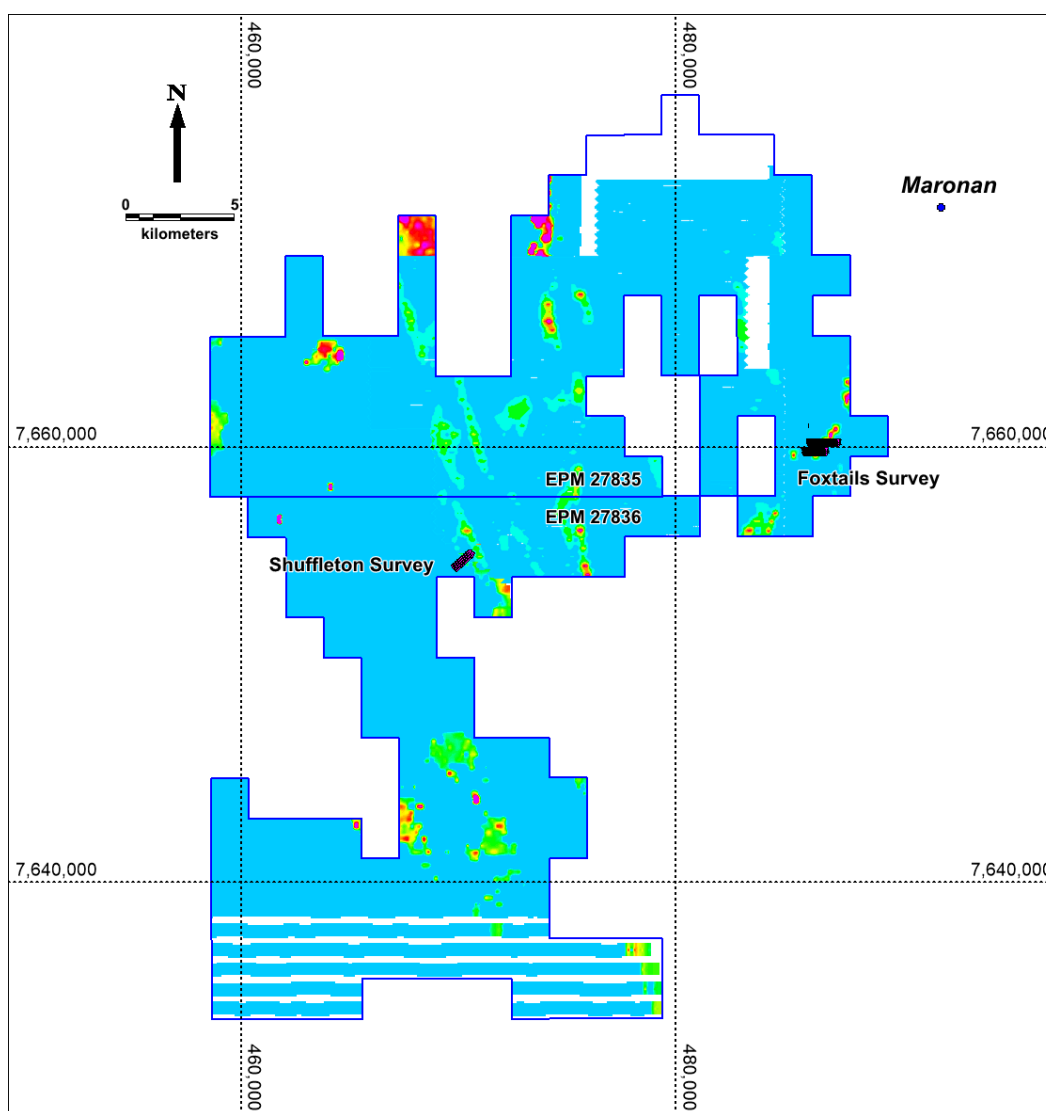 460,000
480,000
N
0 5
kilometers
Maronan
7,660,000
7,660,000
EPM 27835
Foxtails Survey
EPM 27836
Shuffleton Survey
7,640,000
7,640,000
460,000
480,000